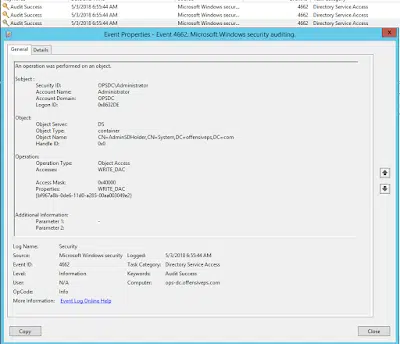 Audit Success 5/3/2018 6:55:44 AM Microsoft Windows secur... 4662 Directory Service Access
Audit Success 5/3/2018 6:55:44 AM Microsoft Windows secur... 4662 Directory Service Access
Audit Success 5/3/2018 6:55:44 AM Microsoft Windows secur... 4662 Directory Service Access
Event Properties - Event 4662, Microsoft Windows security auditing.
General Details
An operation was performed on an object.
Subject :
Security ID: OPSDC\Administrator
Account Name: Administrator
Account Domain: OPSDC
Logon ID:
Object:
Object Server: DS
Object Type: container
Object Name: CN=AdminSDHolder,CN=System,DC=offensiveps,DC=com
Handle ID: 0x0
Operation:
Operation Type: Object Access
Accesses: WRITE_DAC
Access Mask: 0x40000
Properties: WRITE_DAC
Additional Information:
Parameter 1: -
Parameter 2:
Log Name: Security
Source: Microsoft Windows security Logged: 5/3/2018 6:55:44 AM
Event ID: 4662 Task Category: Directory Service Access
Level: Information Keywords: Audit Success
User: N/A Computer: ops-dc.offensiveps.com
OpCode: Info
More Information: Event Log Online Help
Copy Close